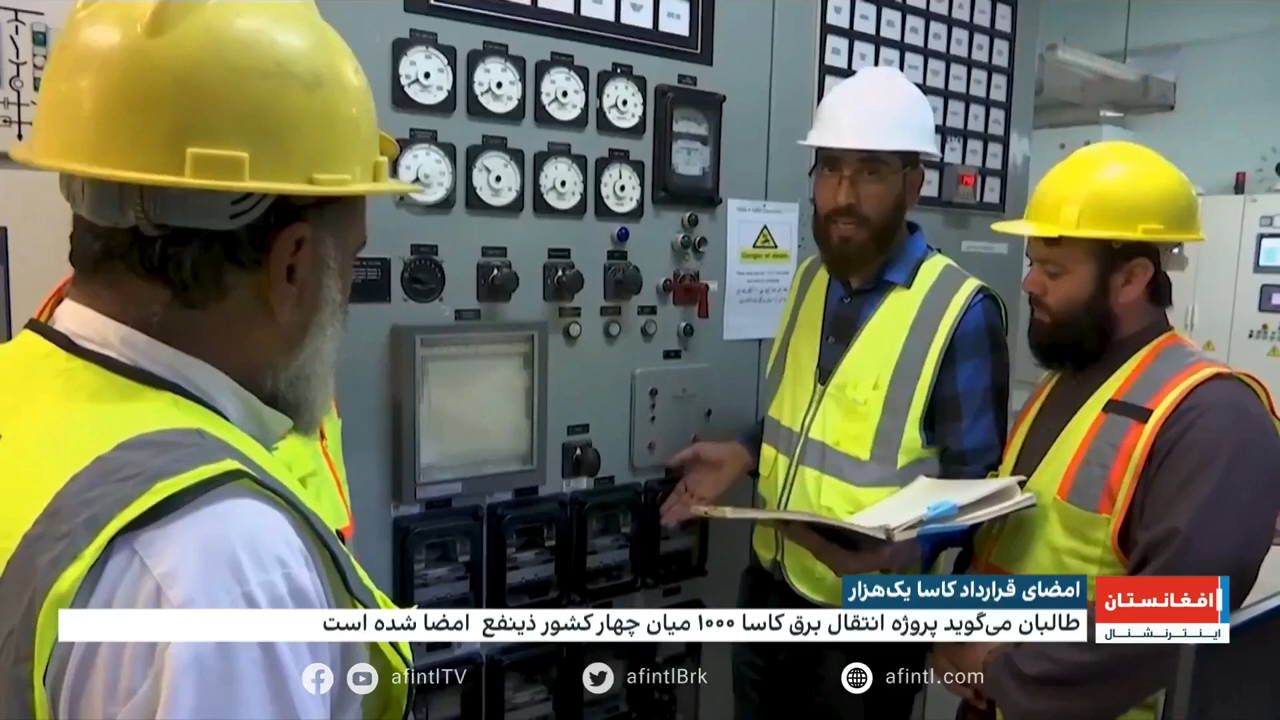 Danger of death
امضای قرارداد کاسا یک‌هزار
طالبان می‌گوید پروژه انتقال برق کاسا ۱۰۰۰ میان چهار کشور ذینفع امضا شده است
افغانستان
اینترنشنال
afintlTV
afintlBrk
afintl.com